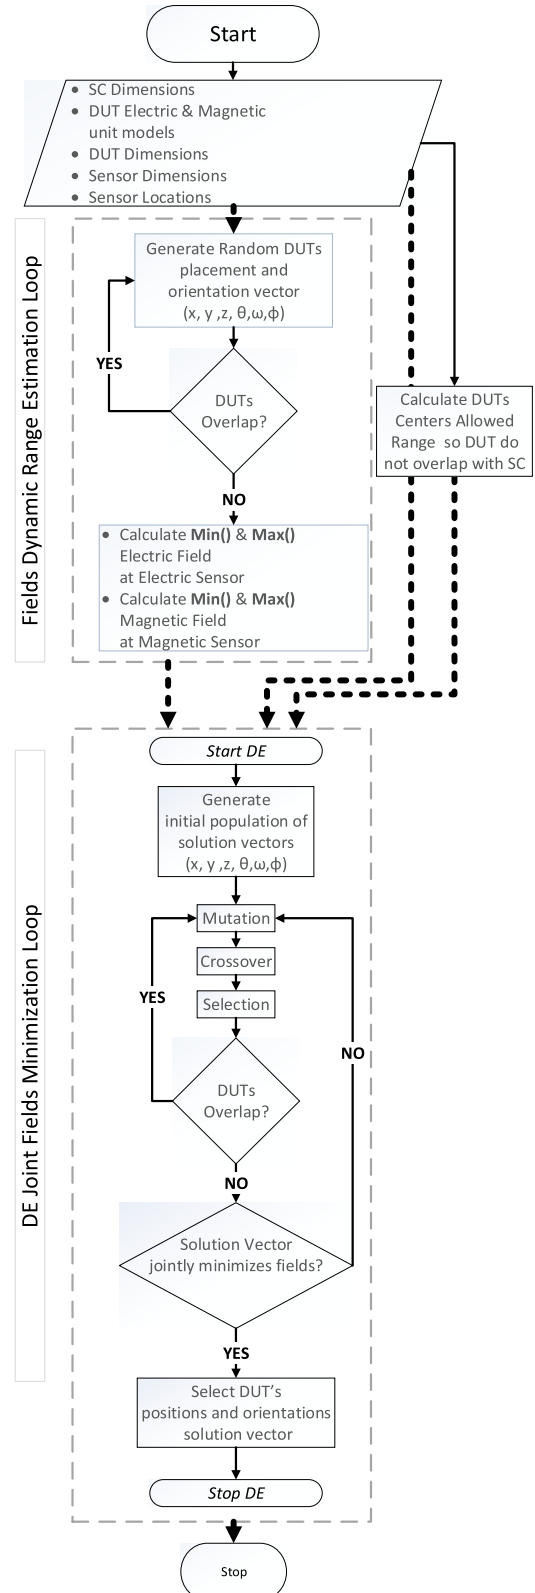 Start
• SC Dimensions
• DUT Electric & Magnetic
unit models
• DUT Dimensions
• Sensor Dimensions
• Sensor Locations
Fields Dynamic Range Estimation Loop
Generate Random DUTs
placement and
orientation vector
(x, y ,z, θ,ω,ϕ)
YES
DUTs
Overlap?
NO
Calculate DUTs
Centers Allowed
Range so DUT do
not overlap with SC
• Calculate Min() & Max()
Electric Field
at Electric Sensor
• Calculate Min() & Max()
Magnetic Field
at Magnetic Sensor
DE Joint Fields Minimization Loop
Start DE
Generate
initial population of
solution vectors
(x, y ,z, θ,ω,ϕ)
Mutation
Crossover
Selection
YES
NO
DUTs
Overlap?
NO
Solution Vector
jointly minimizes fields?
YES
Select DUT’s
positions and orientations
solution vector
Stop DE
Stop